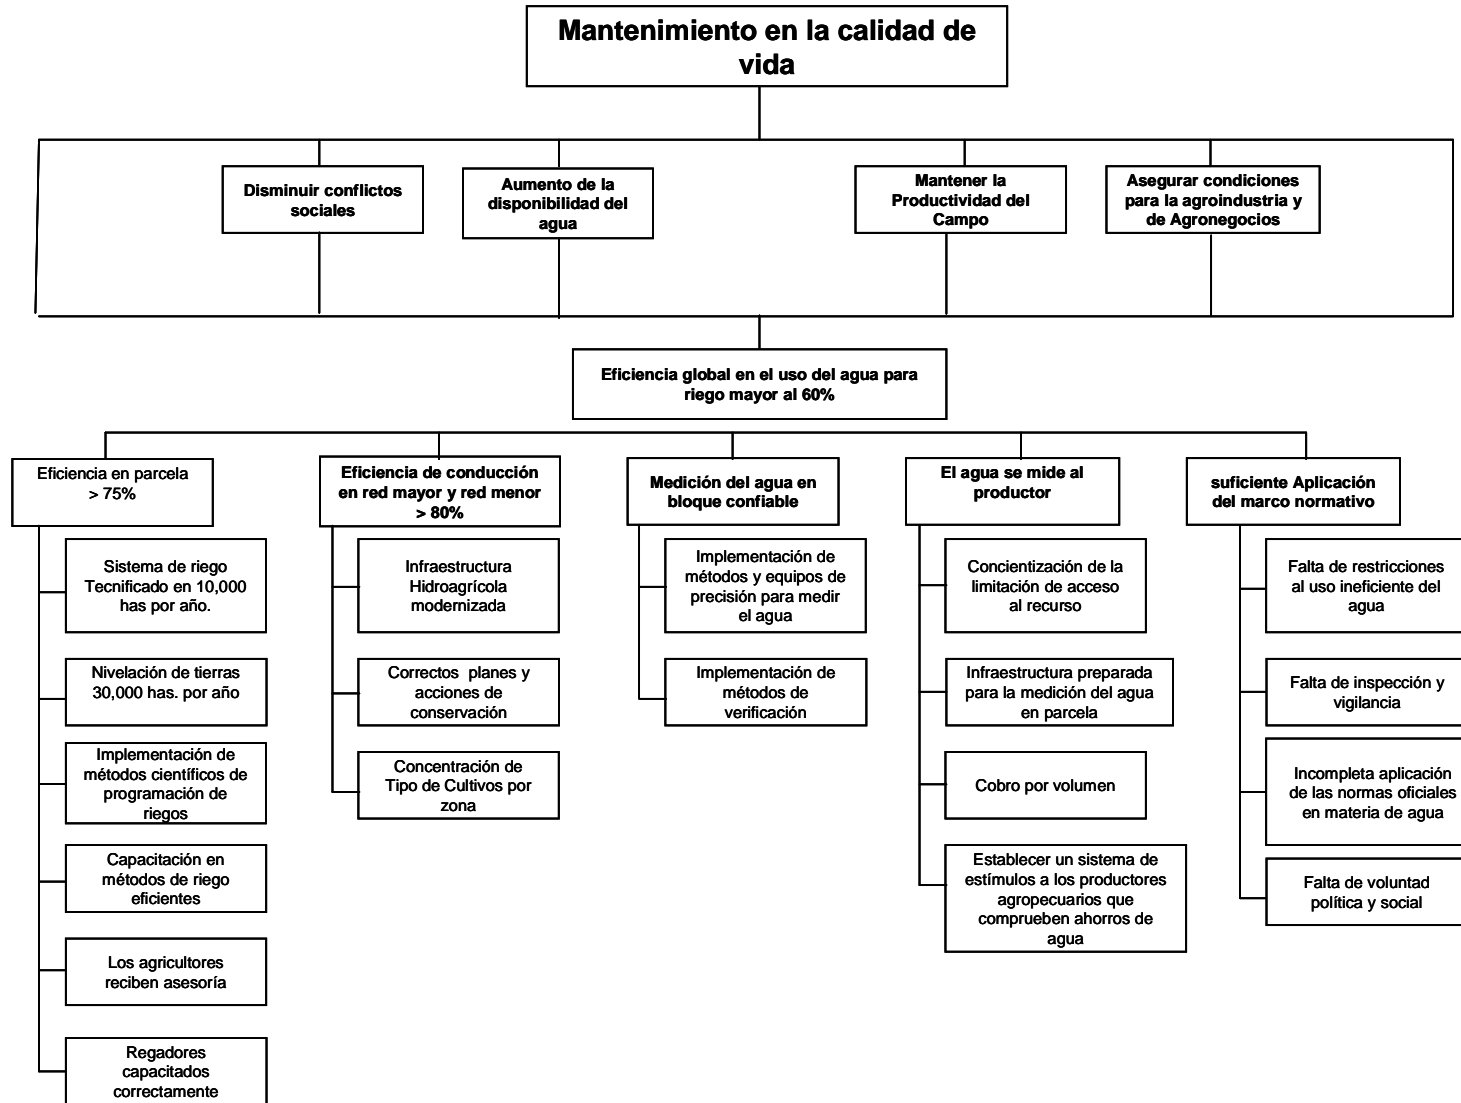 Mantenimiento en la calidad de
vida
Disminuir conflictos
sociales
Aumento de la
disponibilidad del
agua
Mantener la
Productividad del
Campo
Asegurar condiciones
para la agroindustria y
de Agronegocios
Eficiencia global en el uso del agua para
riego mayor al 60%
Eficiencia en parcela
> 75%
Sistema de riego
Tecnificado en 10,000
has por año.
Nivelación de tierras
30,000 has. por año
Implementación de
métodos científicos de
programación de
riegos
Capacitación en
métodos de riego
eficientes
Los agricultores
reciben asesoría
Regadores
capacitados
correctamente
Eficiencia de conducción
en red mayor y red menor
> 80%
Infraestructura
Hidroagrícola
modernizada
Correctos planes y
acciones de
conservación
Concentración de
Tipo de Cultivos por
zona
Medición del agua en
bloque confiable
Implementación de
métodos y equipos de
precisión para medir
el agua
Implementación de
métodos de
verificación
El agua se mide al
productor
Concientización de la
limitación de acceso
al recurso
Infraestructura preparada
para la medición del agua
en parcela
Cobro por volumen
Establecer un sistema de
estímulos a los productores
agropecuarios que
comprueben ahorros de
agua
suficiente Aplicación
del marco normativo
Falta de restricciones
al uso ineficiente del
agua
Falta de inspección y
vigilancia
Incompleta aplicación
de las normas oficiales
en materia de agua
Falta de voluntad
política y social